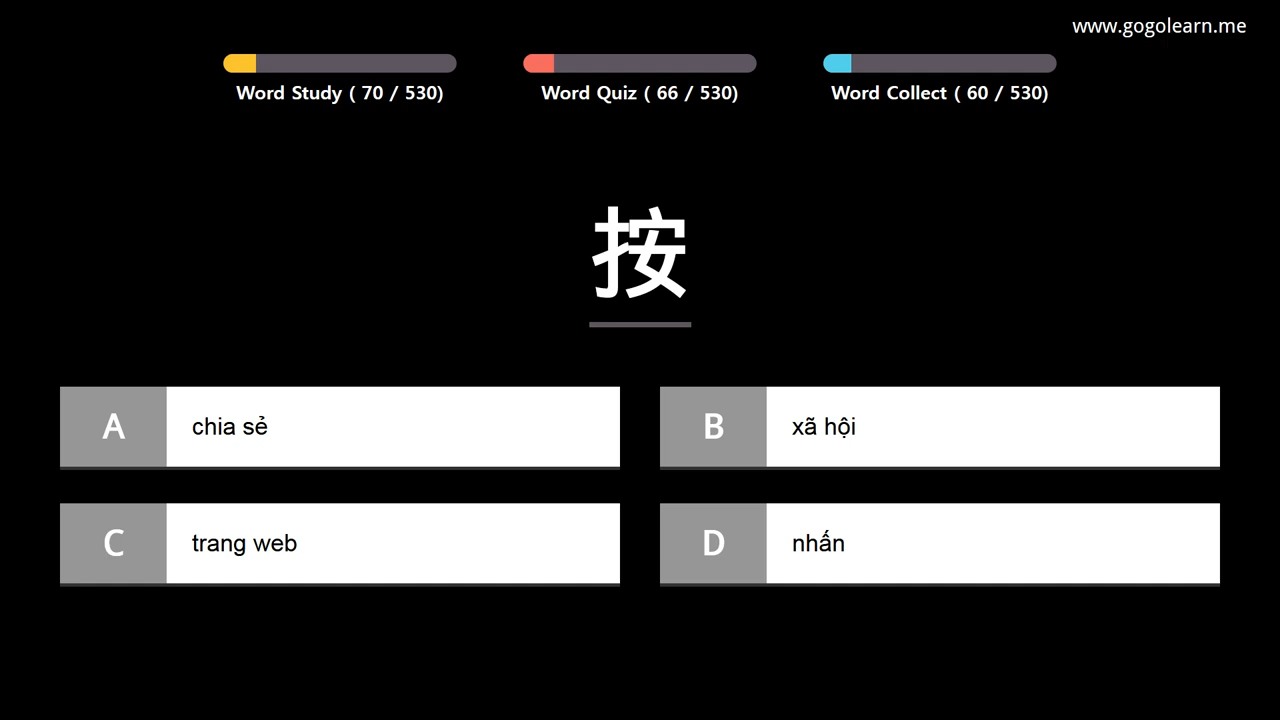 www.gogolearn.me
Word Study ( 70 / 530)
Word Quiz ( 66 / 530)
Word Collect ( 60 / 530)
按
A chia sẻ
B xã hội
C trang web
D nhấn